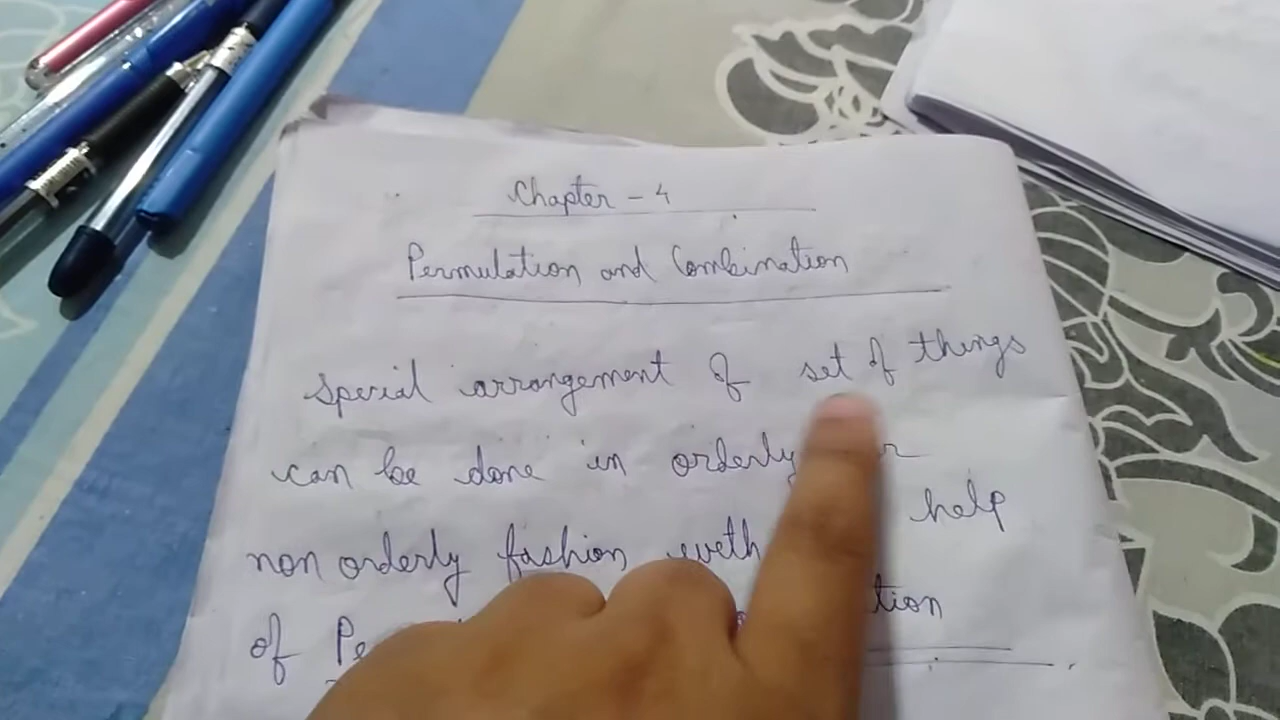 Chapter - 4
Permulation and Combination
special arrangement of set of things
can be done in orderly
non orderly fashion help
of